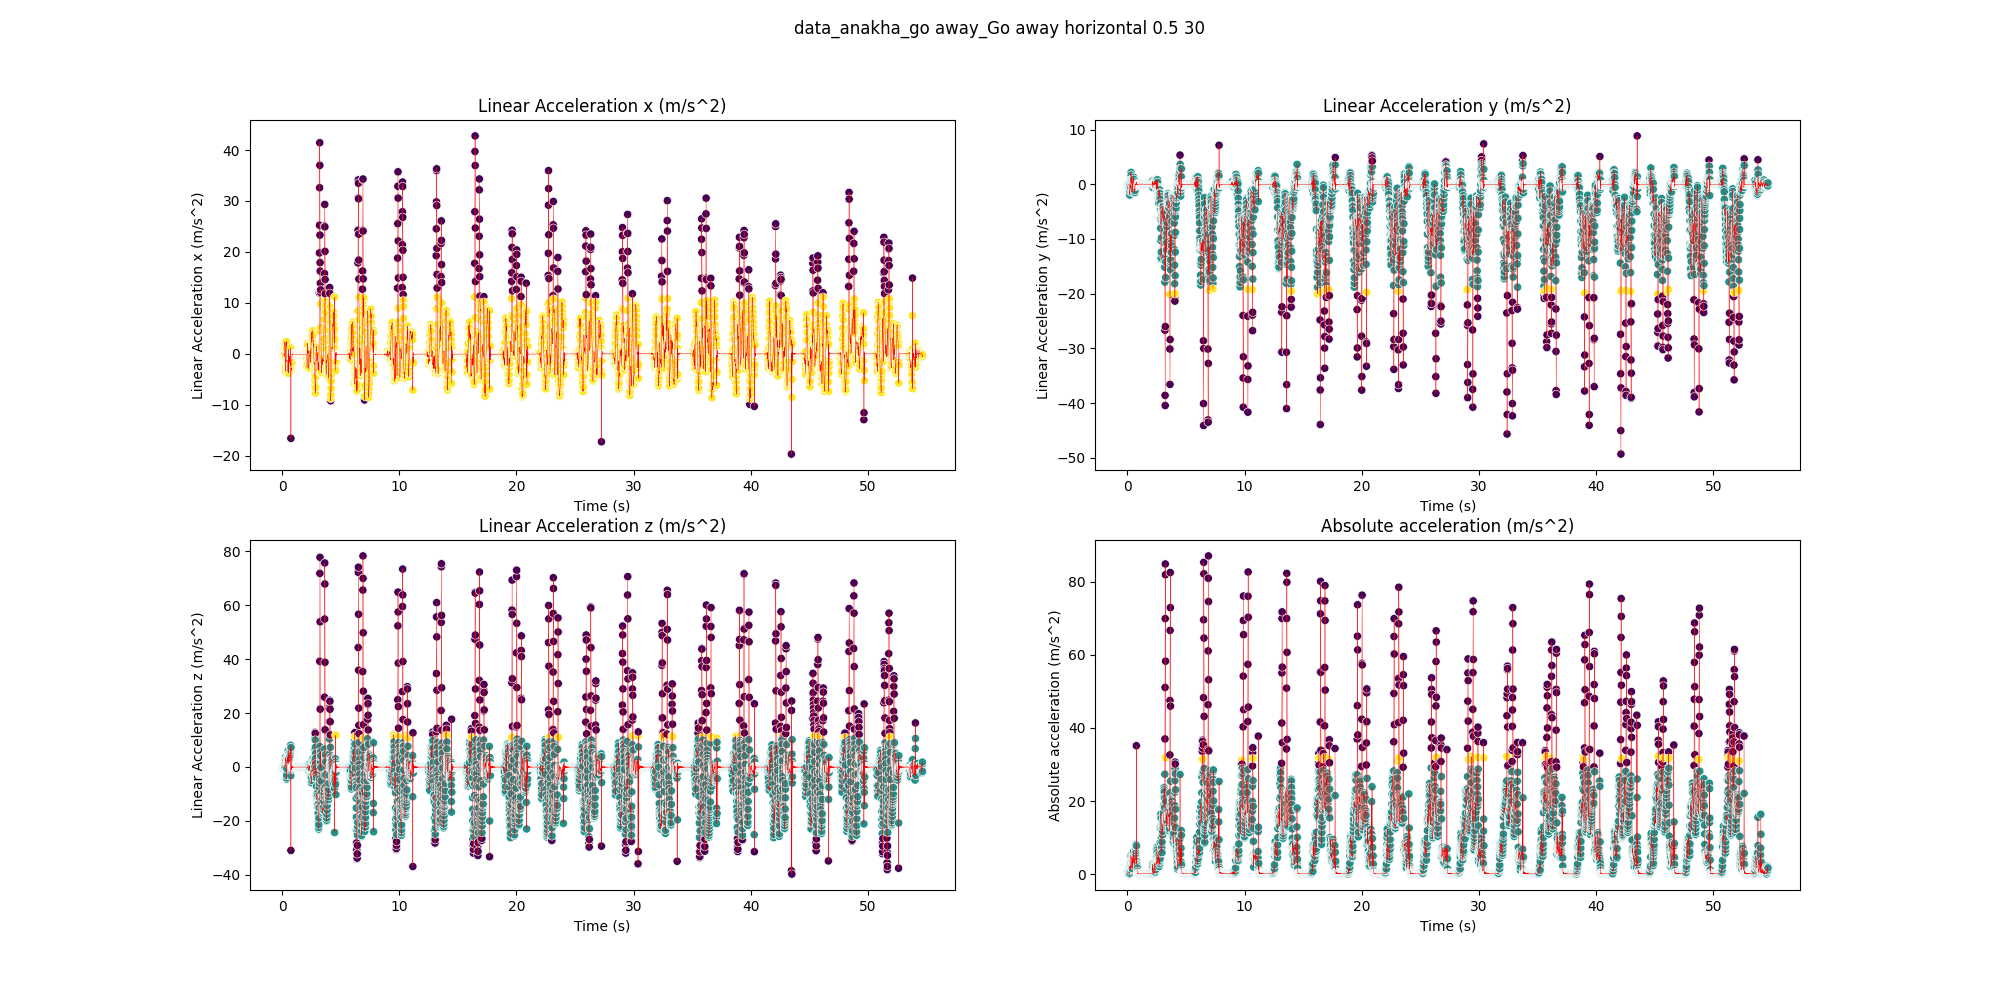 data_anakha_go away_Go away horizontal 0.5 30
Linear Acceleration x (m/s^2)
Linear Acceleration x (m/s^2)
40
30
20
10
0
−10
−20
0 10 20 30 40 50
Time (s)
Linear Acceleration y (m/s^2)
Linear Acceleration y (m/s^2)
10
0
−10
−20
−30
−40
−50
0 10 20 30 40 50
Time (s)
Linear Acceleration z (m/s^2)
Linear Acceleration z (m/s^2)
80
60
40
20
0
−20
−40
0 10 20 30 40 50
Time (s)
Absolute acceleration (m/s^2)
Absolute acceleration (m/s^2)
80
60
40
20
0
0 10 20 30 40 50
Time (s)